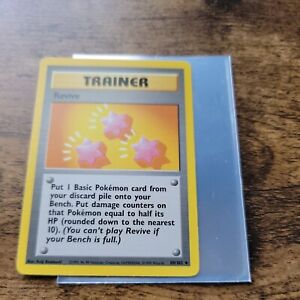 TRAINER
Revive
Put 1 Basic Pokémon card from your
discard pile onto your Bench. Put
damage counters on that
Pokémon equal to half its
HP (rounded down to the nearest
10). (You can't play Revive if
your Bench is full.)
89/102